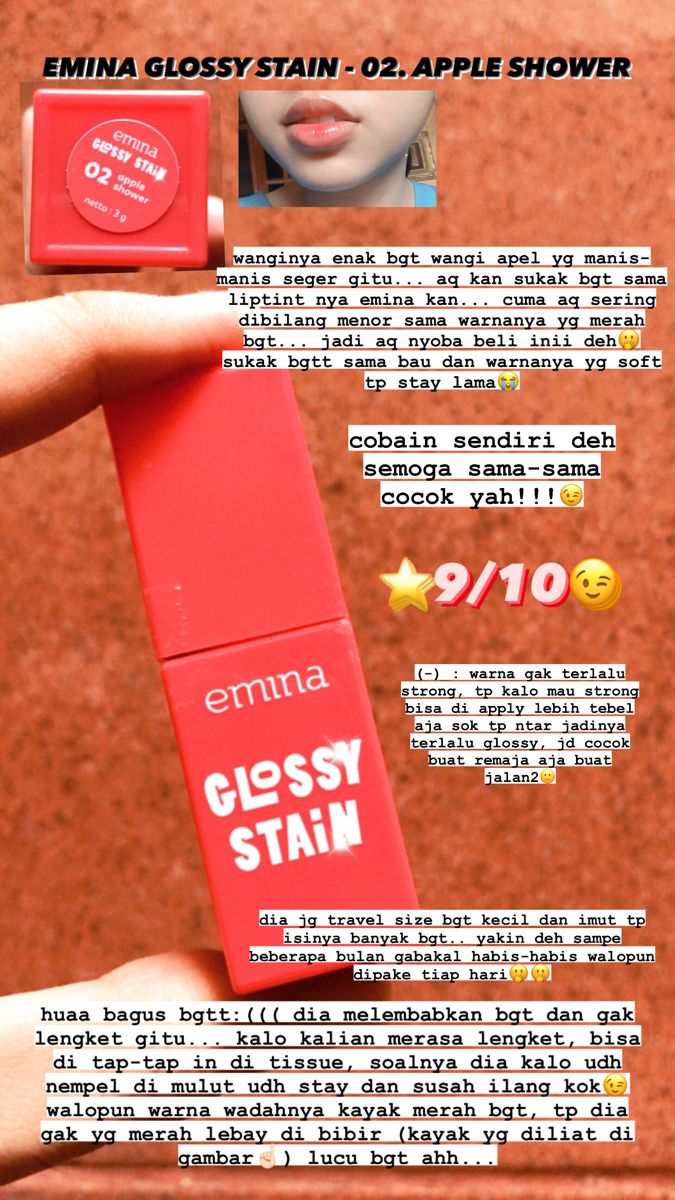 EMINA GLOSSY STAIN - 02. APPLE SHOWER
emina
GLOSSY STAIN
02 apple
shower
netto : 3 g
wanginya enak bgt wangi apel yg manis-
manis seger gitu... aq kan sukak bgt sama
liptint nya emina kan... cuma aq sering
dibilang menor sama warnanya yg merah
bgt... jadi aq nyoba beli inii deh🤭
sukak bgtt sama bau dan warnanya yg soft
tp stay lama😭
cobain sendiri deh
semoga sama-sama
cocok yah!!!😉
⭐9/10😉
(-) : warna gak terlalu
strong, tp kalo mau strong
bisa di apply lebih tebel
aja sok tp ntar jadinya
terlalu glossy, jd cocok
buat remaja aja buat
jalan2🙂
emina
GLOSSY
STAIN
dia jg travel size bgt kecil dan imut tp
isinya banyak bgt.. yakin deh sampe
beberapa bulan gabakal habis-habis walopun
dipake tiap hari🤭🤭
huaa bagus bgtt:((( dia melembabkan bgt dan gak
lengket gitu... kalo kalian merasa lengket, bisa
di tap-tap in di tissue, soalnya dia kalo udh
nempel di mulut udh stay dan susah ilang kok😉
walopun warna wadahnya kayak merah bgt, tp dia
gak yg merah lebay di bibir (kayak yg diliat di
gambar☝🏻) lucu bgt ahh...